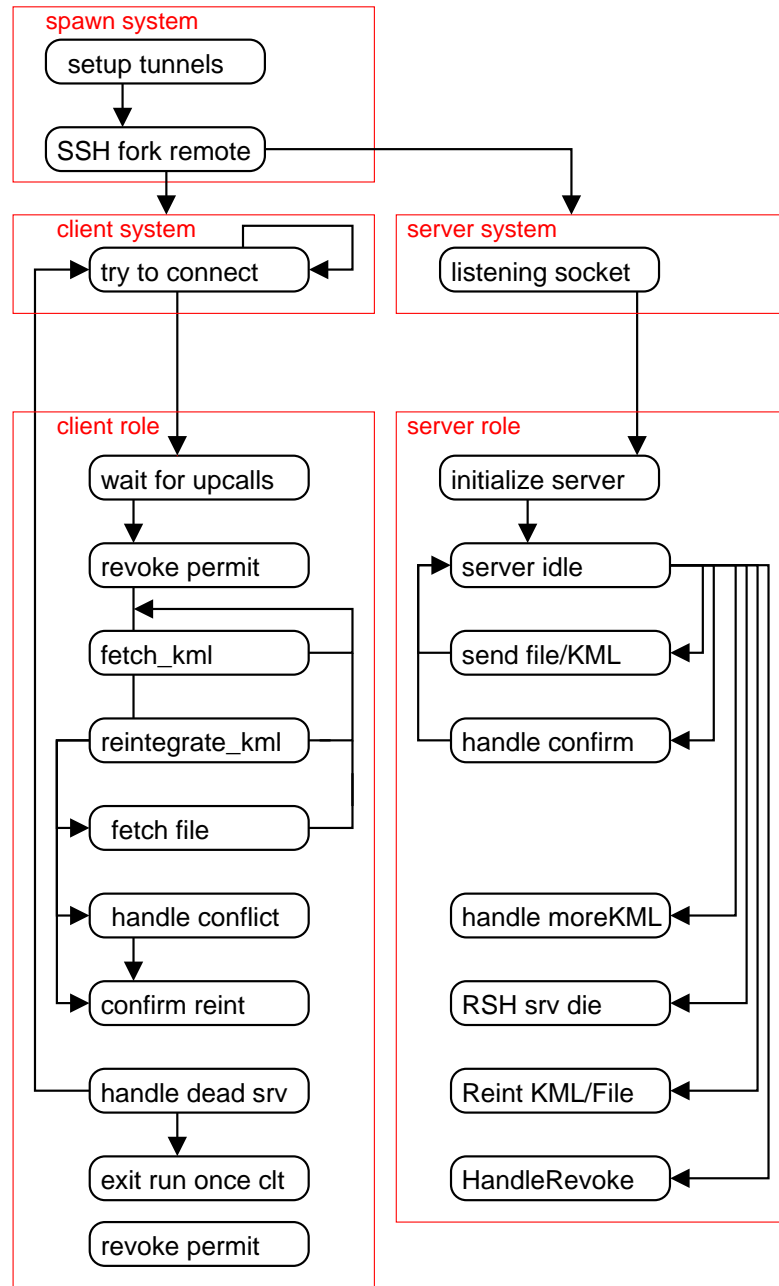 spawn system
setup tunnels
SSH fork remote
client system
try to connect
server system
listening socket
client role
wait for upcalls
revoke permit
fetch_kml
reintegrate_kml
fetch file
handle conflict
confirm reint
handle dead srv
exit run once clt
revoke permit
server role
initialize server
server idle
send file/KML
handle confirm
handle moreKML
RSH srv die
Reint KML/File
HandleRevoke